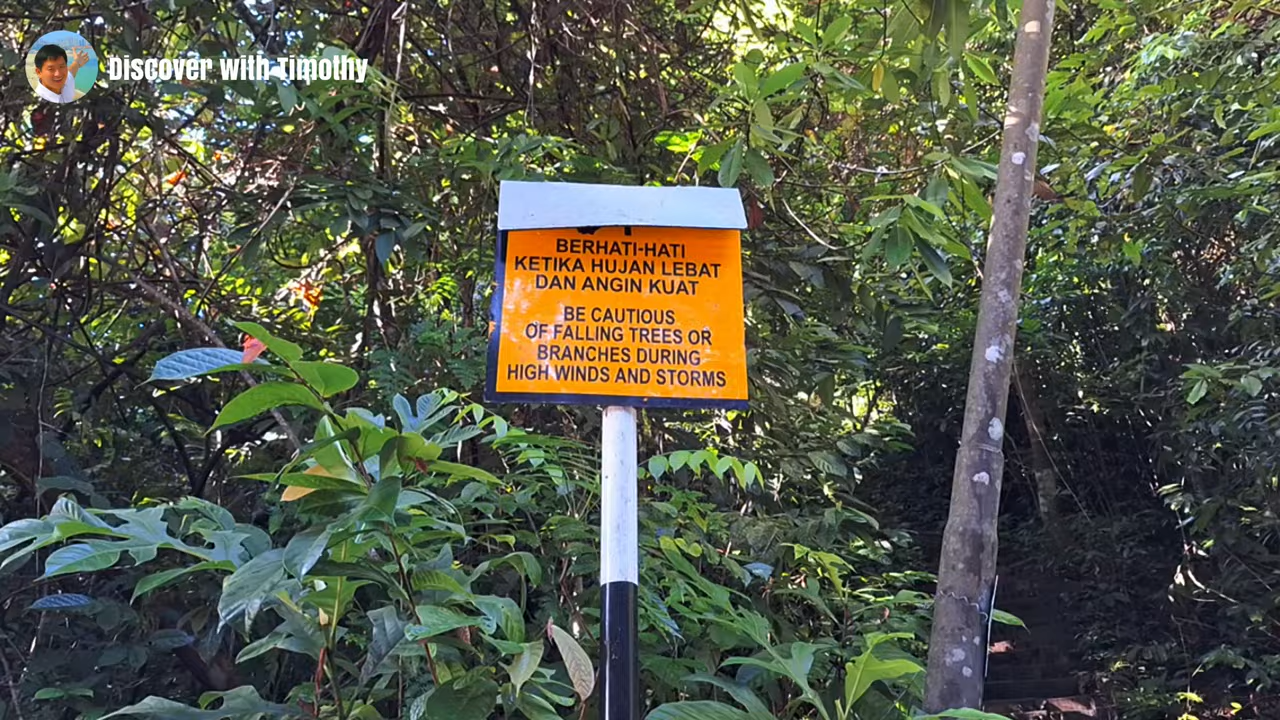 Discover with Timothy
BERHATI-HATI
KETIKA HUJAN LEBAT
DAN ANGIN KUAT
BE CAUTIOUS
OF FALLING TREES OR
BRANCHES DURING
HIGH WINDS AND STORMS